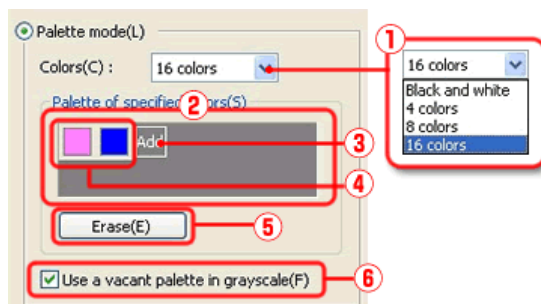 Palette mode(L)
①
Colors(C) :
16 colors
16 colors
Black and white
4 colors
8 colors
16 colors
Palette of specified colors(S)
②
Add
③
④
Erase(E)
⑤
Use a vacant palette in grayscale(F)
⑥